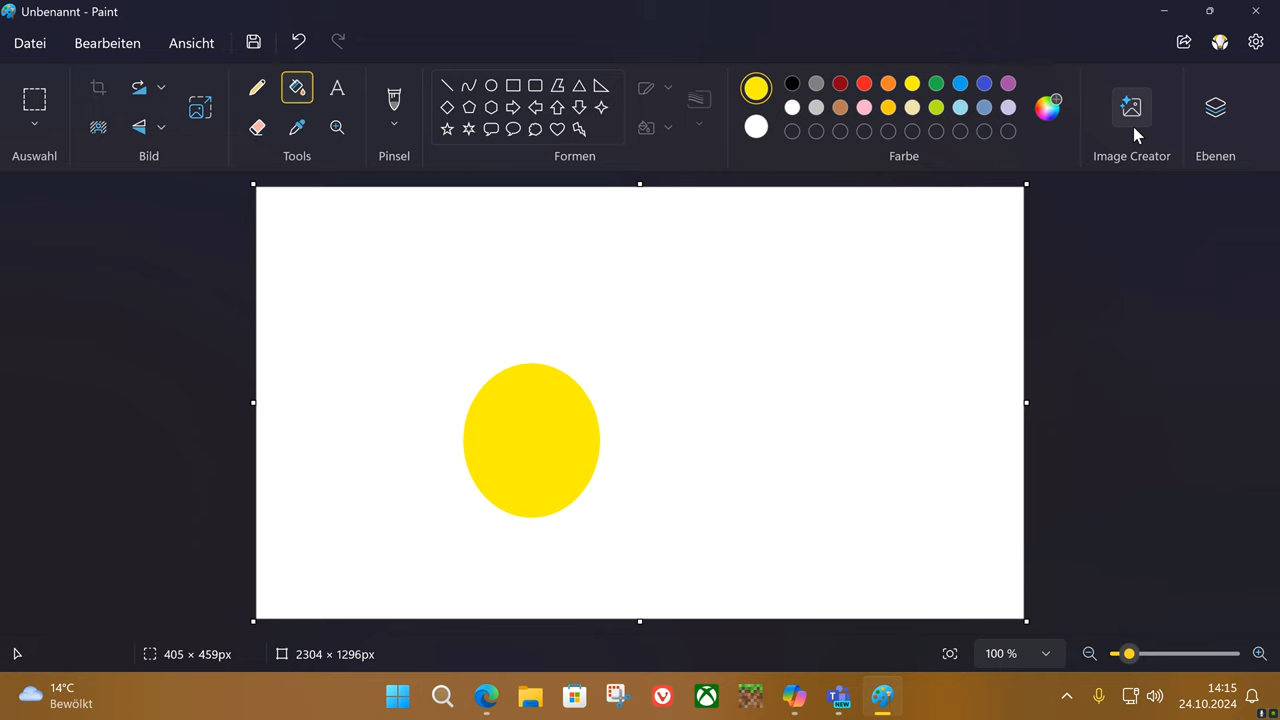 Unbenannt - Paint
Datei Bearbeiten Ansicht
A
Auswahl Bild Tools Pinsel Formen Farbe Image Creator Ebenen
405 × 459px 2304 × 1296px 100 %
14°C
Bewölkt
NEW
14:15
24.10.2024